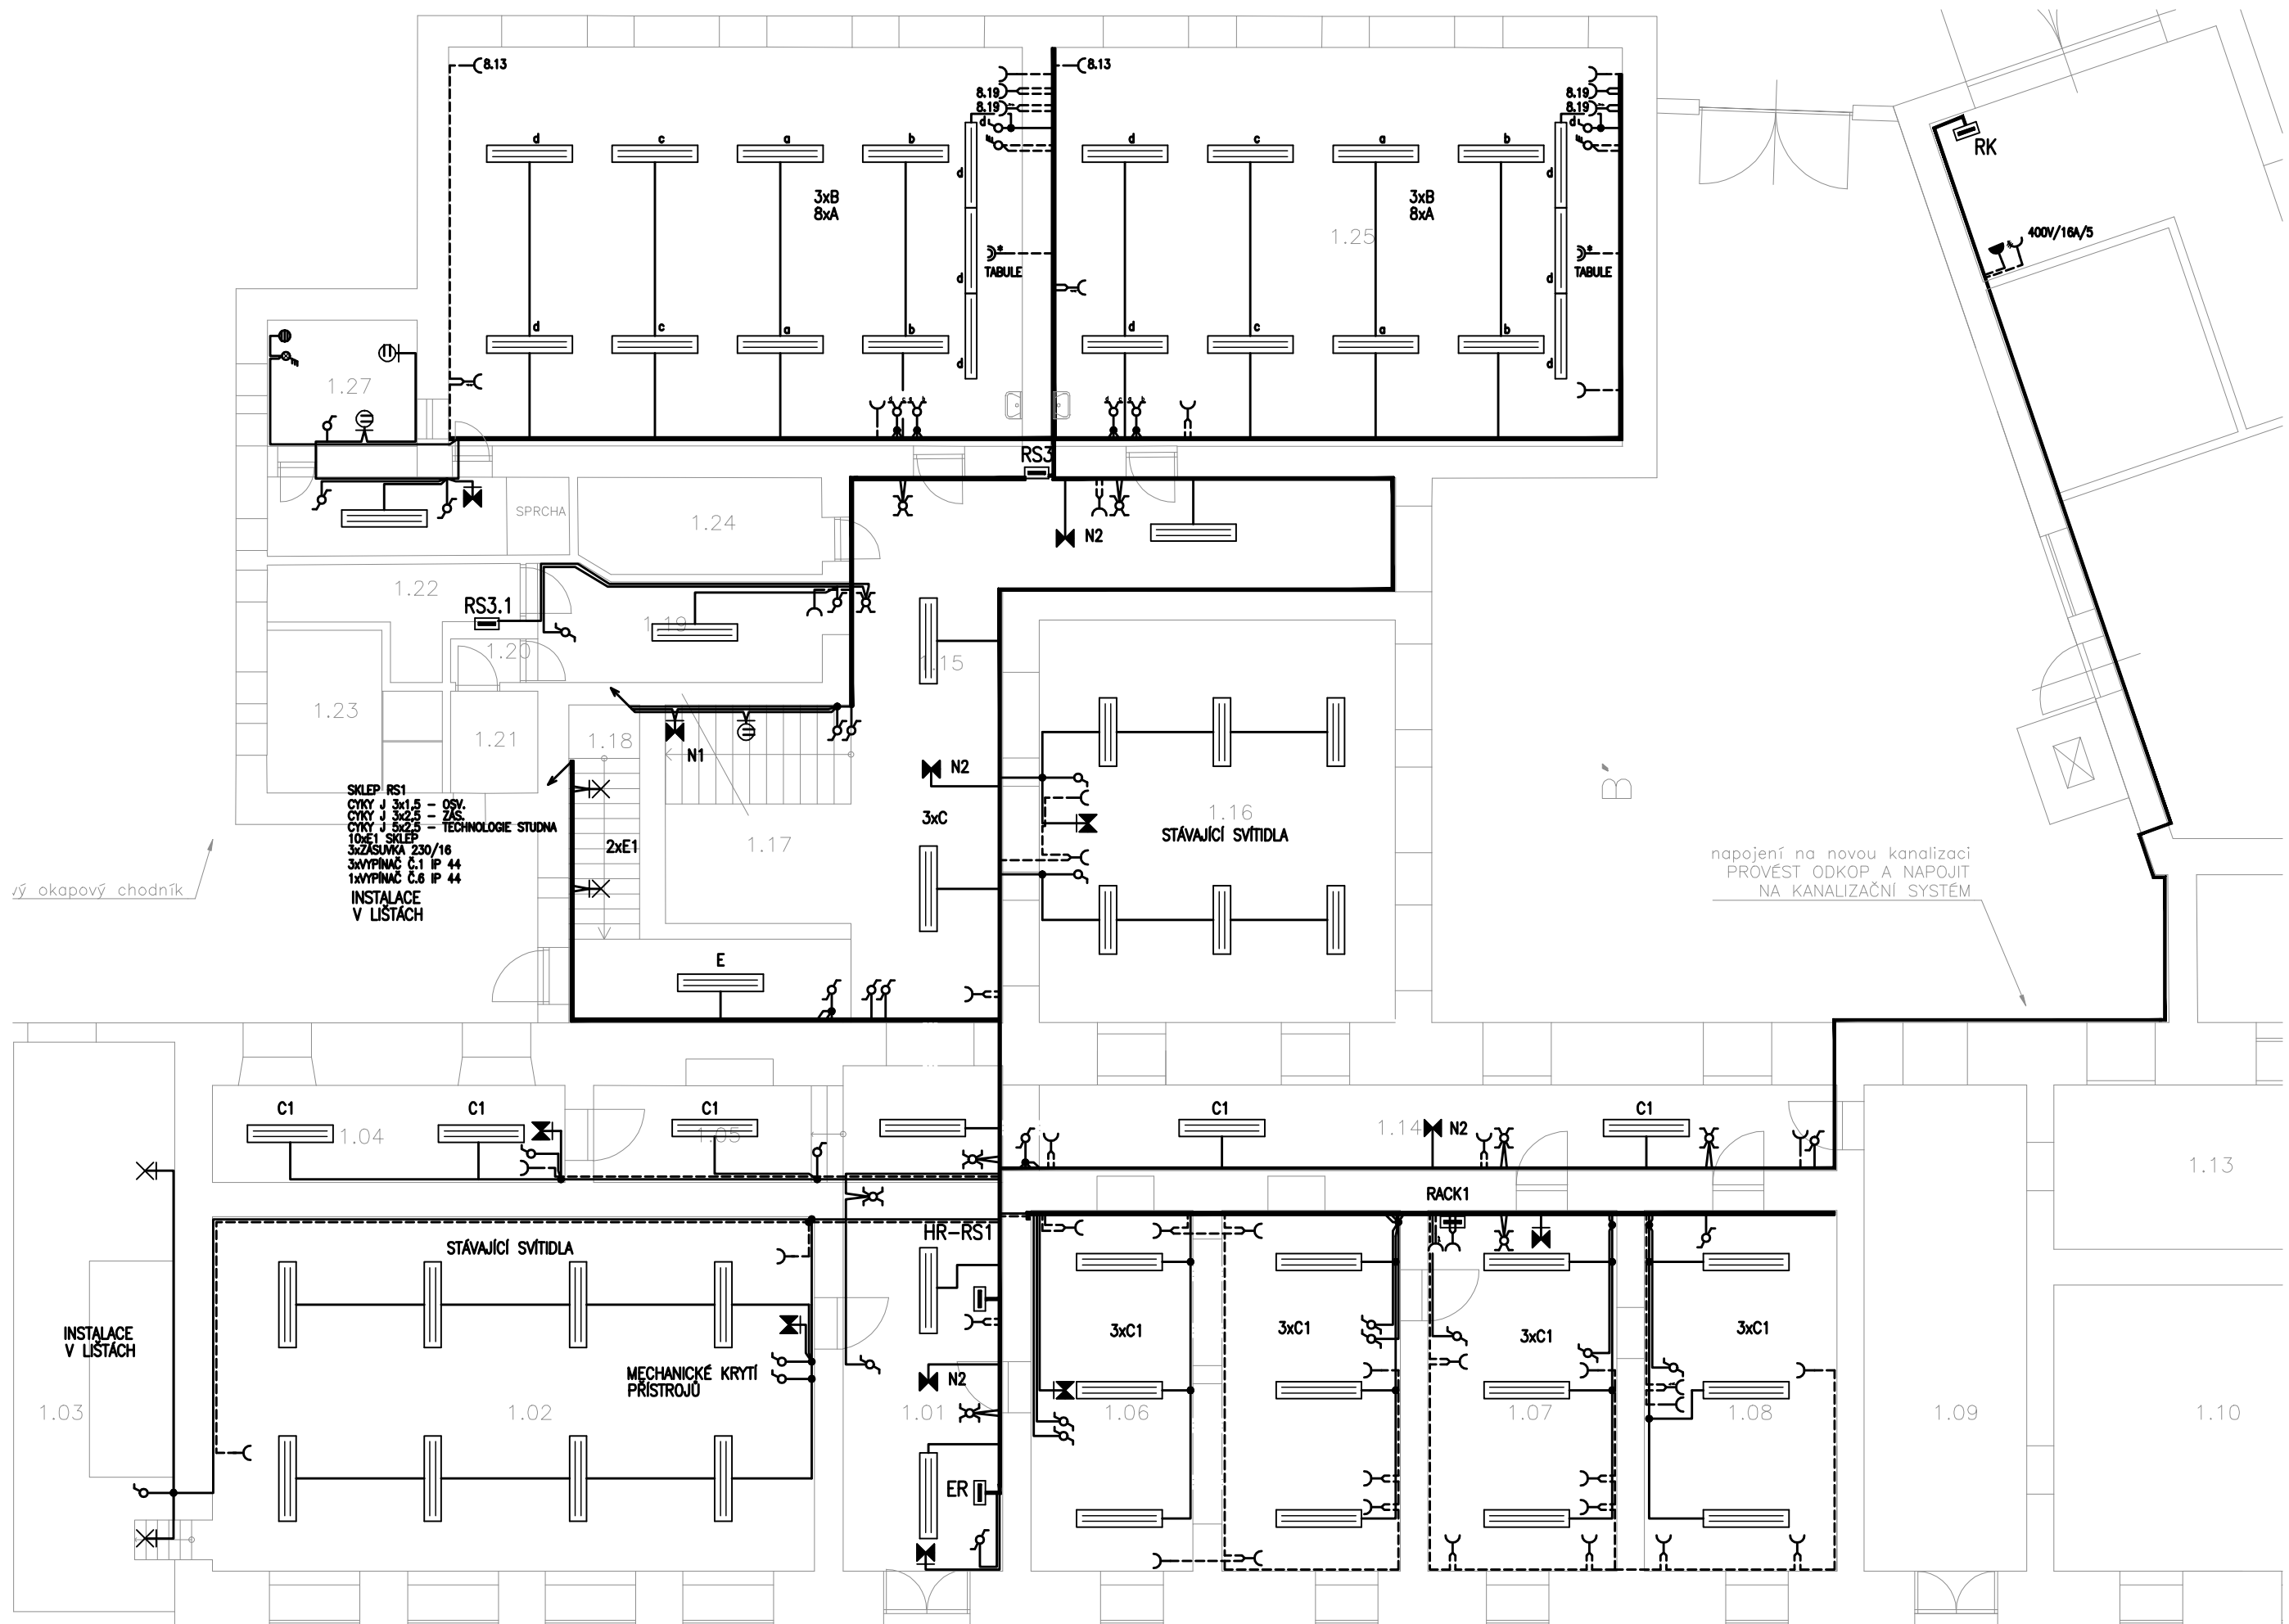 8.13
8.13
8.19
8.19
d
8.19
8.19
d
d
c
a
b
d
d
c
a
b
d
3xB
8xA
3xB
8xA
1.25
RK
400V/16A/5
*
TABULE
*
TABULE
d
d
d
c
a
b
d
d
c
a
b
d
1.27
RS3
SPRCHA
1.24
N2
1.22
RS3.1
1.19
1.20
1.15
1.23
1.21
1.18
N1
N2
1.17
3xC
1.16
STÁVAJÍCÍ SVÍTIDLA
B
SKLEP RS1
CYKY J 3x1,5 – OSV.
CYKY J 3x2,5 – ZÁS.
CYKY J 5x2,5 – TECHNOLOGIE STUDNA
10xE1 SKLEP
3xZÁSUVKA 230/16
3xVYPÍNAČ Č.1 IP 44
1xVYPÍNAČ Č.6 IP 44
INSTALACE
V LIŠTÁCH
2xE1
vý okapový chodník
napojení na novou kanalizaci
PROVÉST ODKOP A NAPOJIT
NA KANALIZAČNÍ SYSTÉM
E
C1
C1
C1
C1
C1
1.04
1.05
1.14
N2
1.13
RACK1
HR–RS1
STÁVAJÍCÍ SVÍTIDLA
INSTALACE
V LIŠTÁCH
3xC1
3xC1
3xC1
3xC1
MECHANICKÉ KRYTÍ
PŘÍSTROJŮ
N2
1.03
1.02
1.01
1.06
1.07
1.08
1.09
1.10
ER